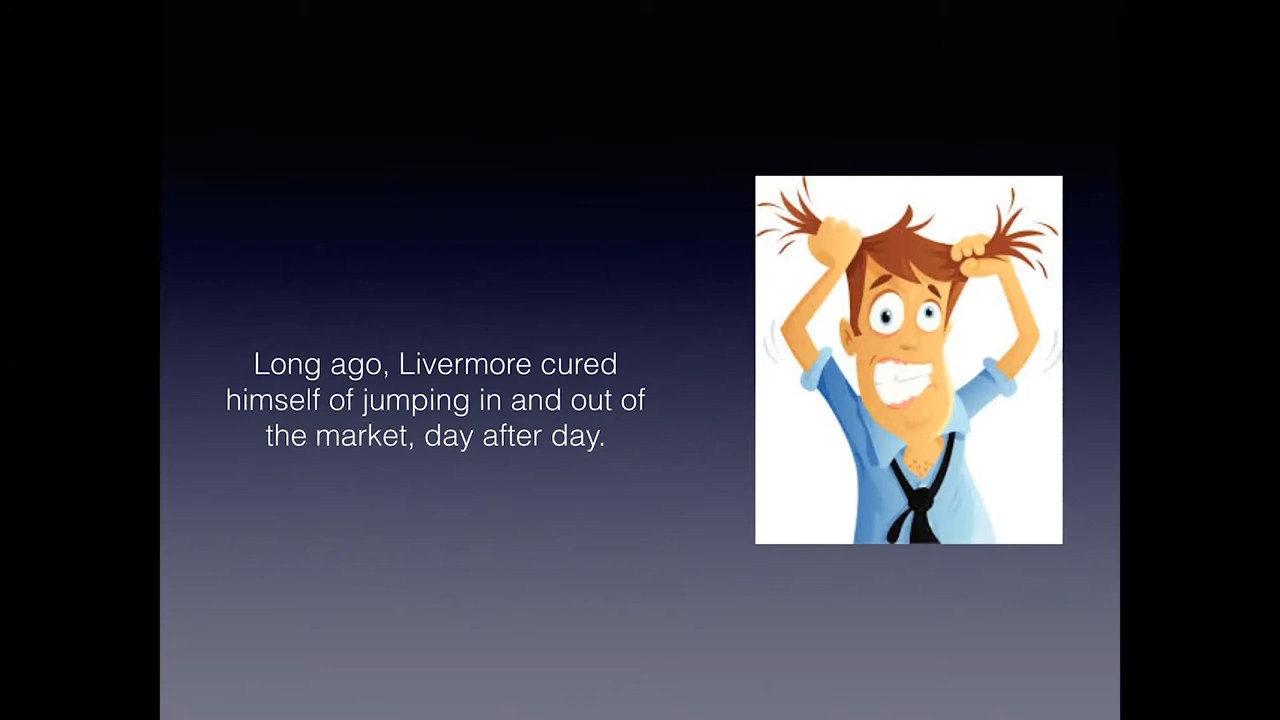 Long ago, Livermore cured
himself of jumping in and out of
the market, day after day.